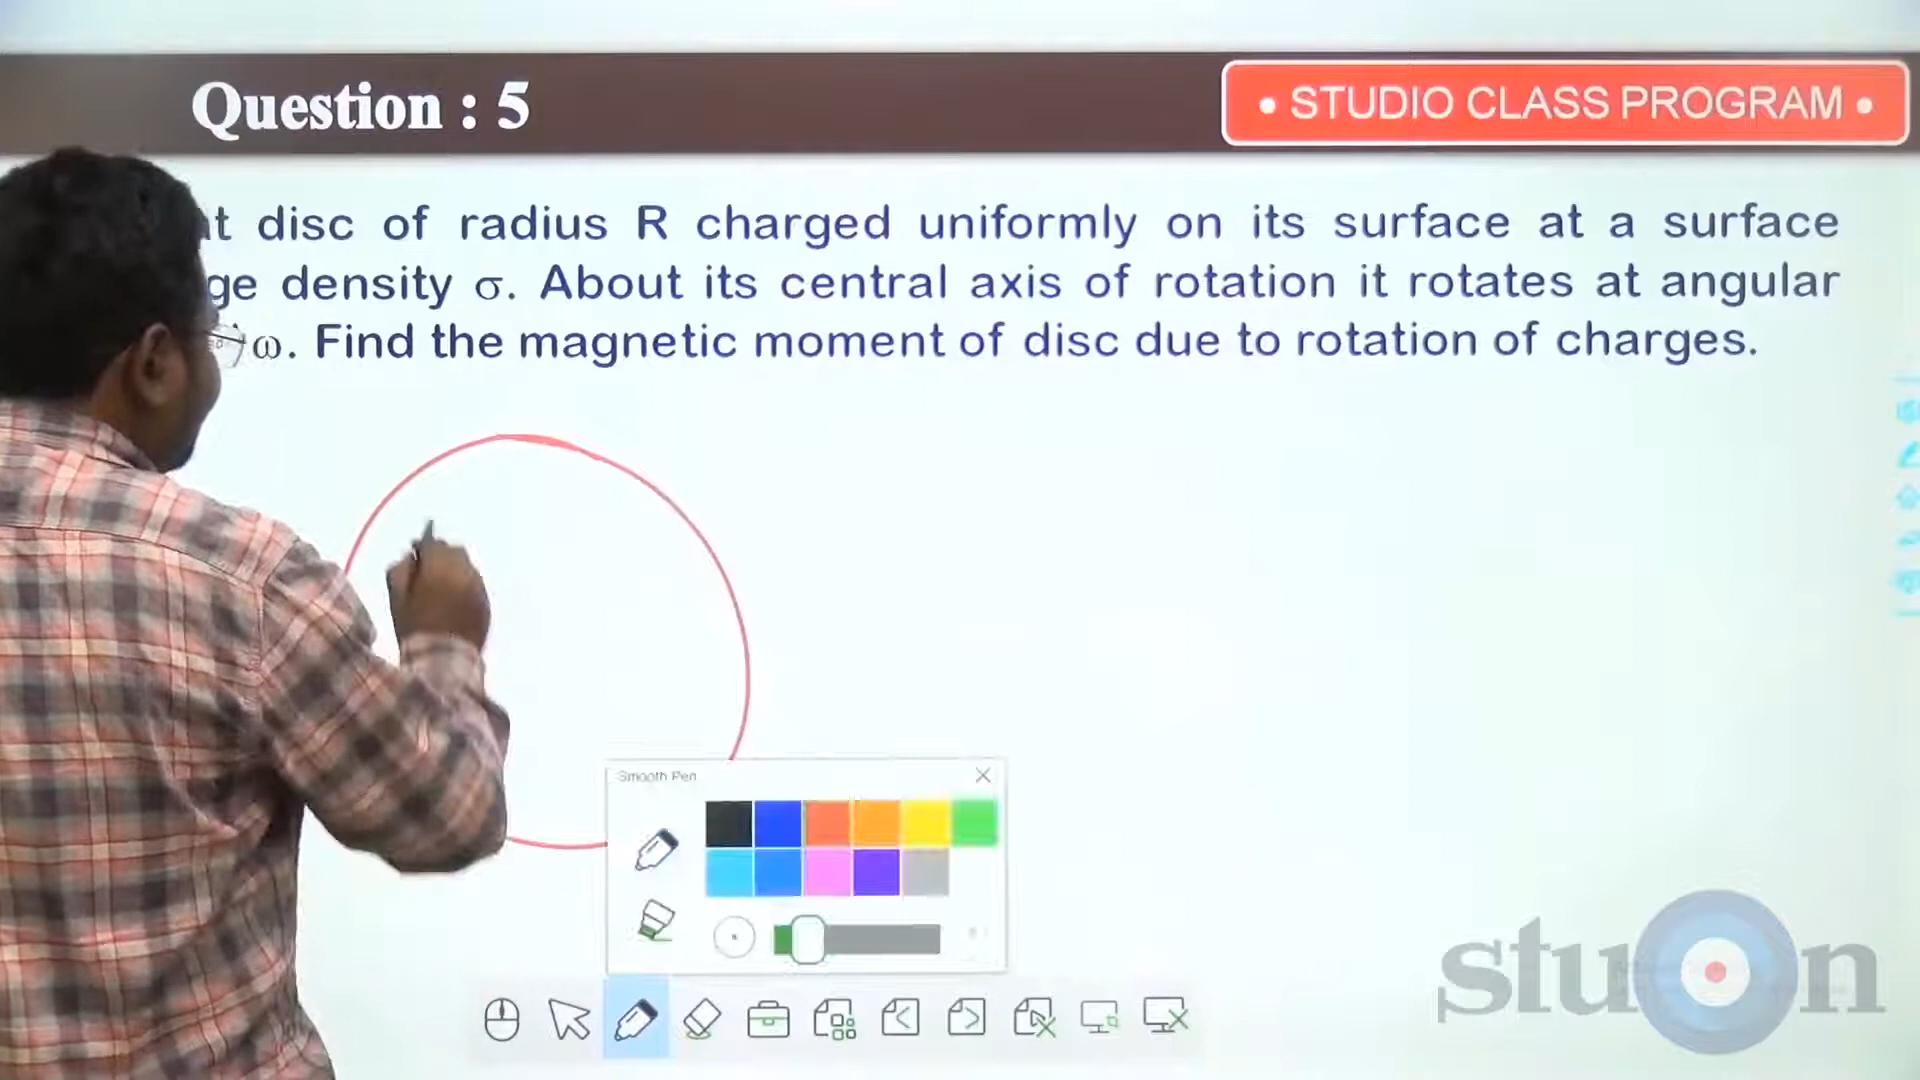 Question : 5
• STUDIO CLASS PROGRAM •
disc of radius R charged uniformly on its surface at a surface
density σ. About its central axis of rotation it rotates at angular
ω. Find the magnetic moment of disc due to rotation of charges.
Smooth Pen
stuon